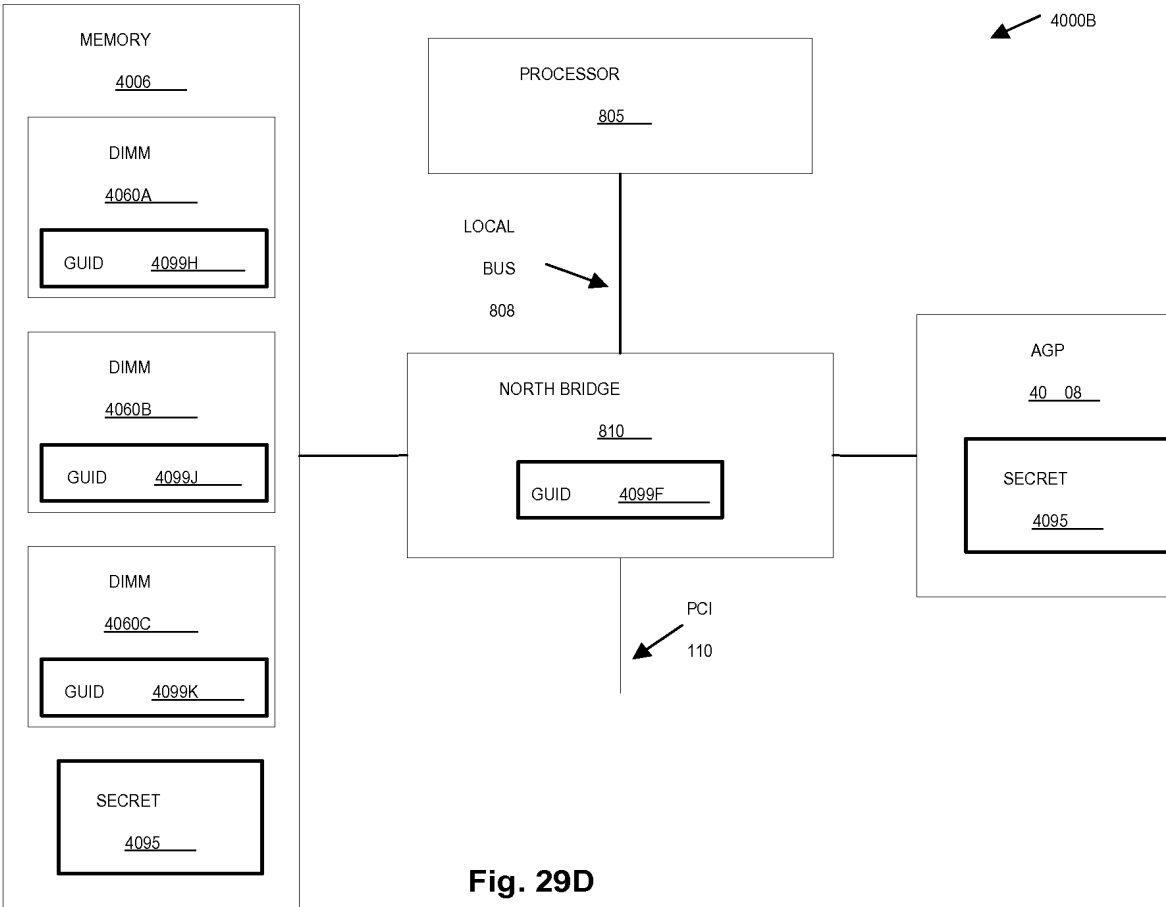 4000B
MEMORY
4006
DIMM
4060A
GUID 4099H
DIMM
4060B
GUID 4099J
DIMM
4060C
GUID 4099K
SECRET
4095
PROCESSOR
805
LOCAL
BUS
808
NORTH BRIDGE
810
GUID 4099F
PCI
110
AGP
40 08
SECRET
4095
Fig. 29D